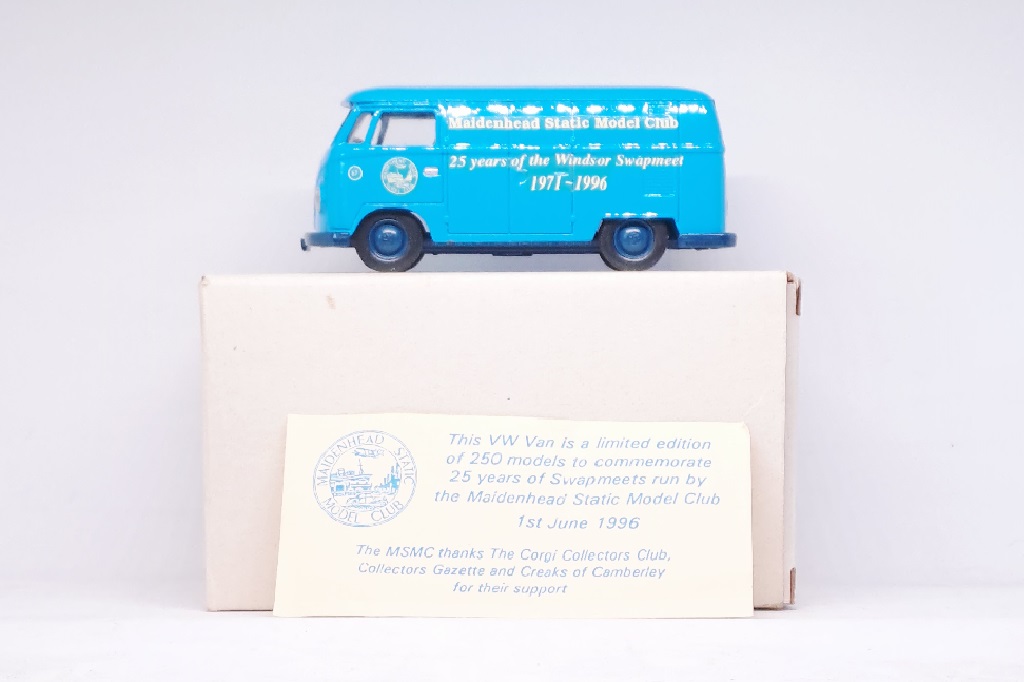 Maidenhead Static Model Club
25 years of the Windsor Swapmeet
1971-1996
MAIDENHEAD STATIC
MODEL CLUB
This VW Van is a limited edition
of 250 models to commemorate
25 years of Swapmeets run by
the Maidenhead Static Model Club
1st June 1996
The MSMC thanks The Corgi Collectors Club,
Collectors Gazette and Creaks of Camberley
for their support